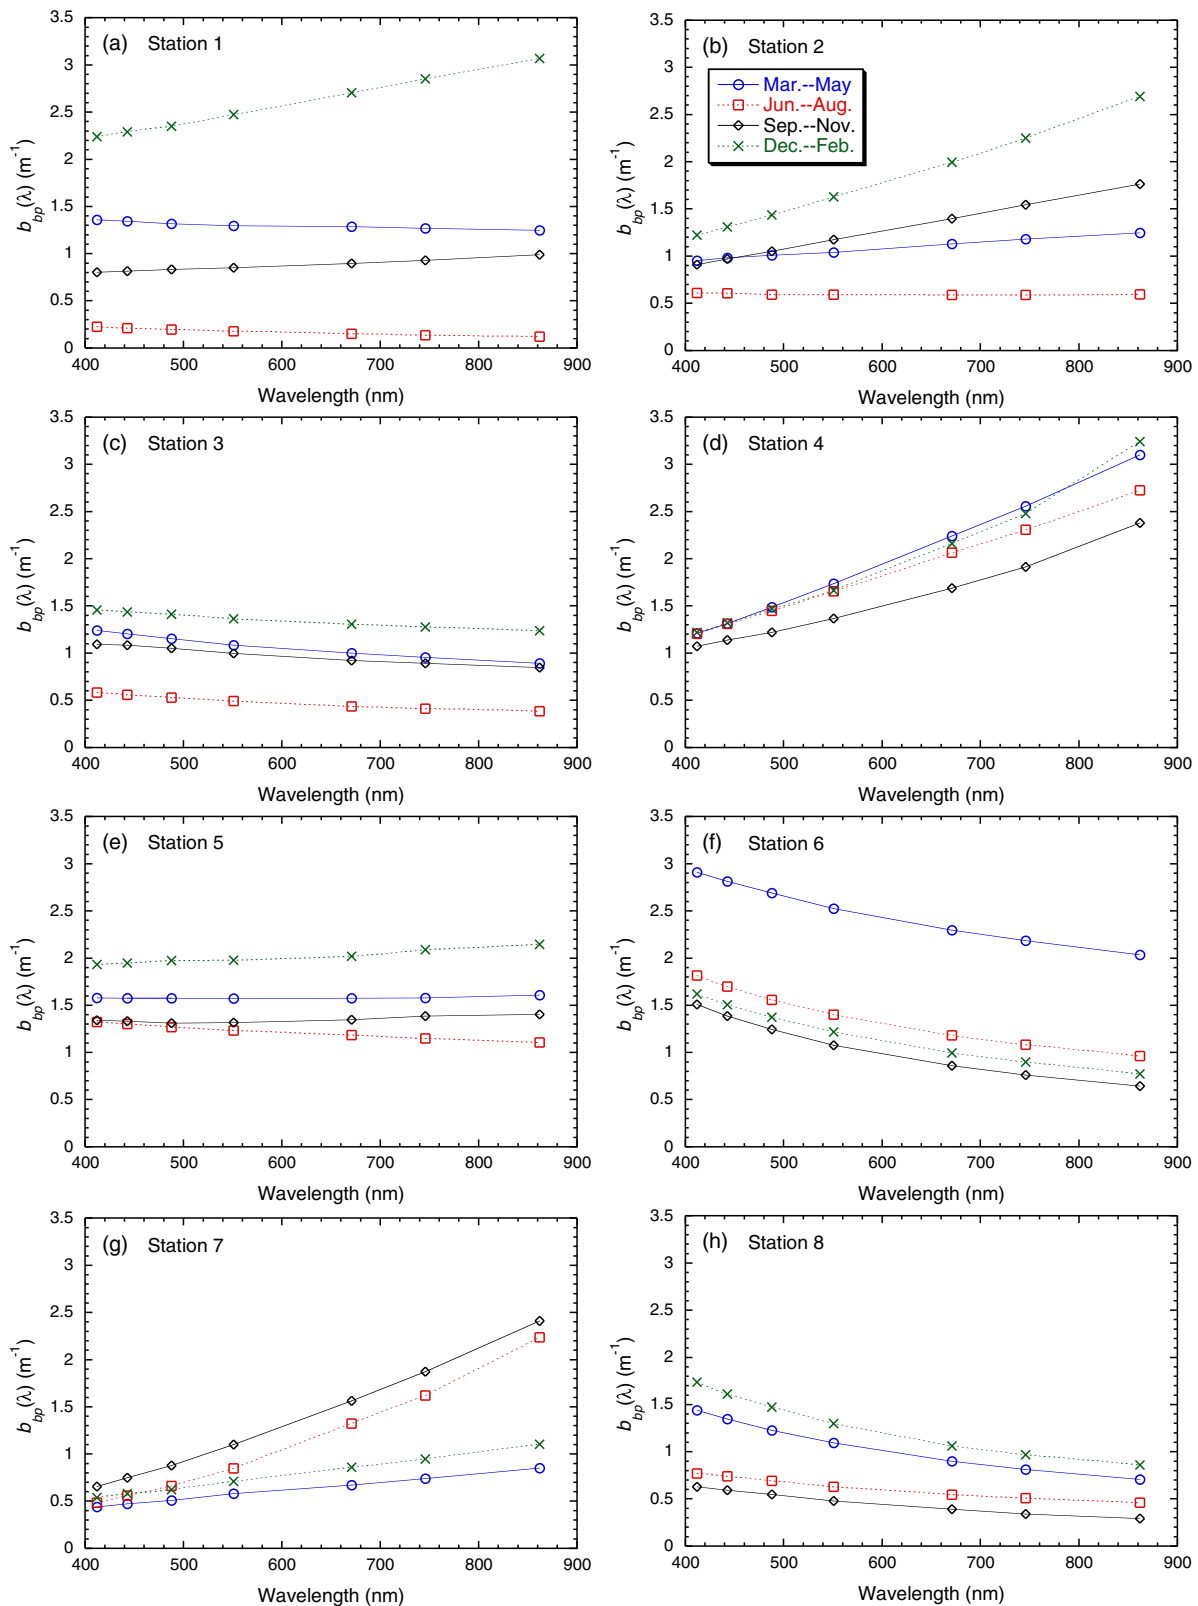 (a) Station 1
3.5
3
2.5
2
1.5
1
0.5
0
b_bp(λ) (m⁻¹)
400 500 600 700 800 900
Wavelength (nm)
(b) Station 2
Mar.--May
Jun.--Aug.
Sep.--Nov.
Dec.--Feb.
3.5
3
2.5
2
1.5
1
0.5
0
b_bp(λ) (m⁻¹)
400 500 600 700 800 900
Wavelength (nm)
(c) Station 3
3.5
3
2.5
2
1.5
1
0.5
0
b_bp(λ) (m⁻¹)
400 500 600 700 800 900
Wavelength (nm)
(d) Station 4
3.5
3
2.5
2
1.5
1
0.5
0
b_bp(λ) (m⁻¹)
400 500 600 700 800 900
Wavelength (nm)
(e) Station 5
3.5
3
2.5
2
1.5
1
0.5
0
b_bp(λ) (m⁻¹)
400 500 600 700 800 900
Wavelength (nm)
(f) Station 6
3.5
3
2.5
2
1.5
1
0.5
0
b_bp(λ) (m⁻¹)
400 500 600 700 800 900
Wavelength (nm)
(g) Station 7
3.5
3
2.5
2
1.5
1
0.5
0
b_bp(λ) (m⁻¹)
400 500 600 700 800 900
Wavelength (nm)
(h) Station 8
3.5
3
2.5
2
1.5
1
0.5
0
b_bp(λ) (m⁻¹)
400 500 600 700 800 900
Wavelength (nm)